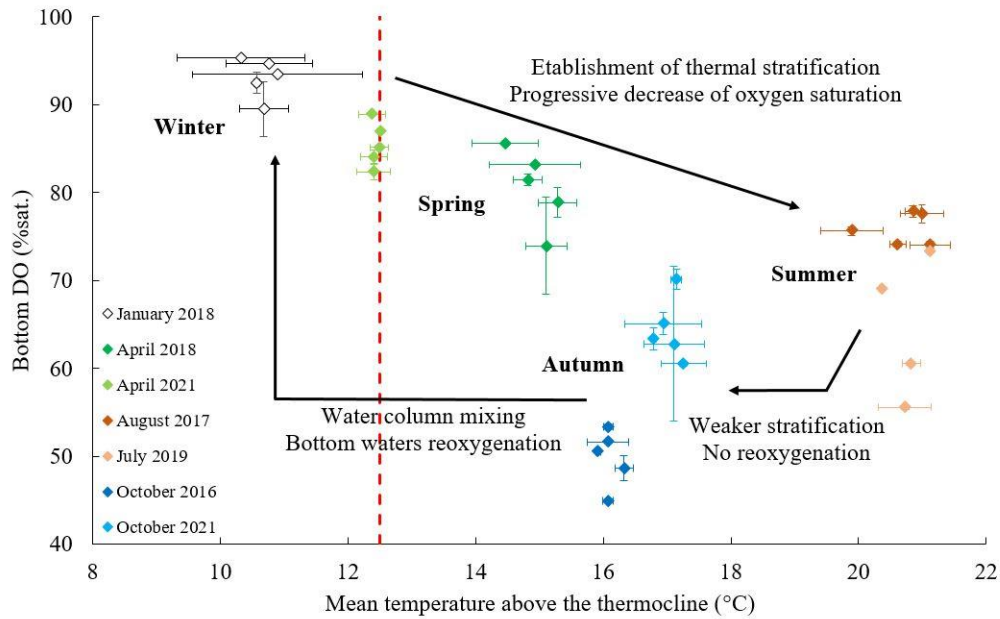 100
90
80
70
60
50
40
Bottom DO (%sat.)
Winter
Etablishment of thermal stratification
Progressive decrease of oxygen saturation
Spring
Summer
Autumn
January 2018
April 2018
April 2021
August 2017
July 2019
October 2016
October 2021
Water column mixing
Bottom waters reoxygenation
Weaker stratification
No reoxygenation
8
10
12
14
16
18
20
22
Mean temperature above the thermocline (°C)